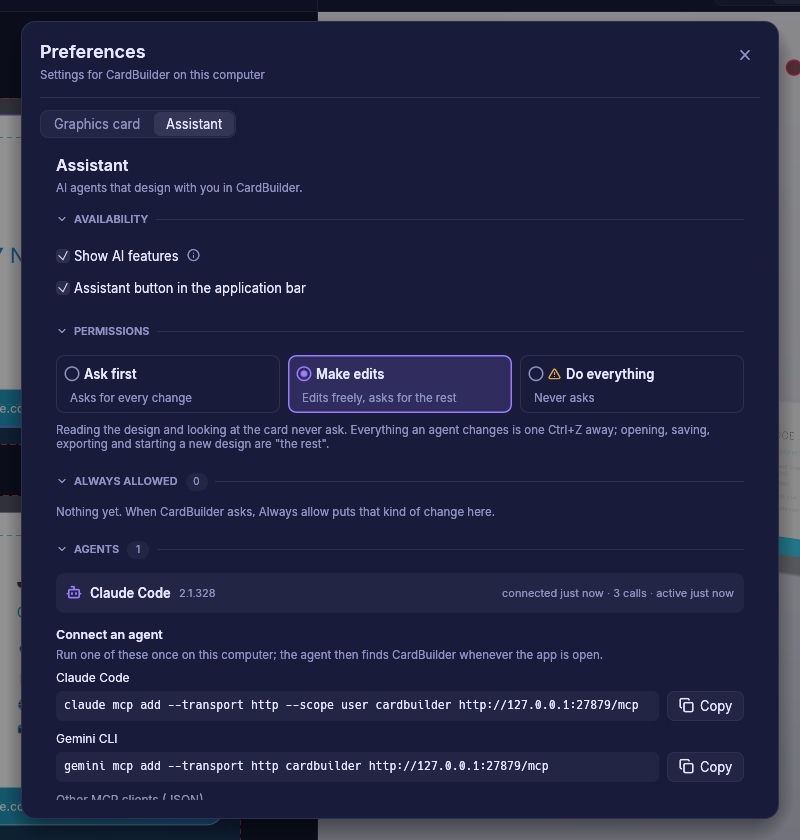 Preferences
Settings for CardBuilder on this computer
Graphics card
Assistant
Assistant
AI agents that design with you in CardBuilder.
AVAILABILITY
Show AI features
Assistant button in the application bar
PERMISSIONS
Ask first
Asks for every change
Make edits
Edits freely, asks for the rest
Do everything
Never asks
Reading the design and looking at the card never ask. Everything an agent changes is one Ctrl+Z away; opening, saving,
exporting and starting a new design are "the rest".
ALWAYS ALLOWED 0
Nothing yet. When CardBuilder asks, Always allow puts that kind of change here.
AGENTS 1
Claude Code 2.1.328
connected just now · 3 calls · active just now
Connect an agent
Run one of these once on this computer; the agent then finds CardBuilder whenever the app is open.
Claude Code
claude mcp add --transport http --scope user cardbuilder http://127.0.0.1:27879/mcp
Copy
Gemini CLI
gemini mcp add --transport http cardbuilder http://127.0.0.1:27879/mcp
Copy
Other MCP clients (JSON)